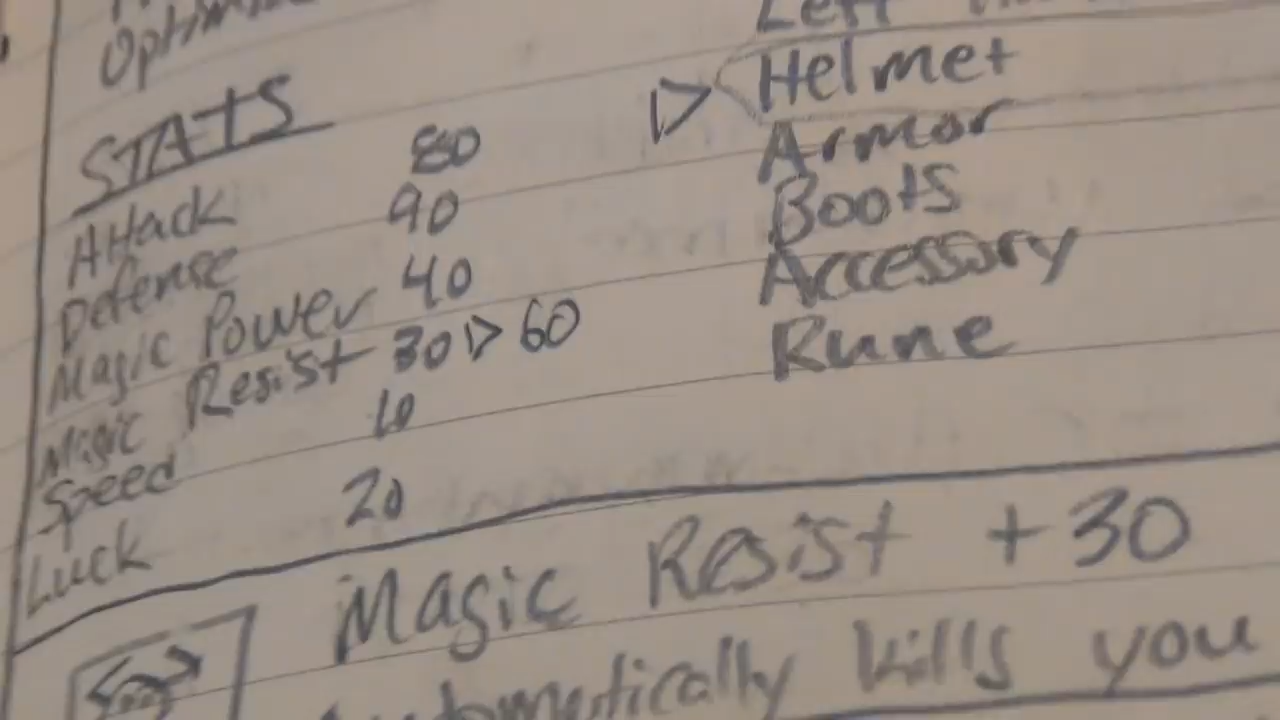 STATS
Attack 80
Defense 90
Magic Power 40
Magic Resist 30 ▷ 60
Speed 10
Luck 20
▷ Helmet
Armor
Boots
Accessory
Rune
Magic Resist +30
Automatically kills you